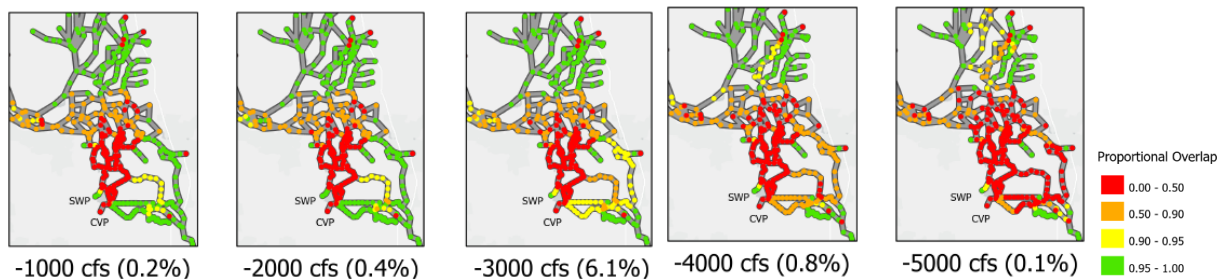 SWP
CVP
-1000 cfs (0.2%)
SWP
CVP
-2000 cfs (0.4%)
SWP
CVP
-3000 cfs (6.1%)
SWP
CVP
-4000 cfs (0.8%)
SWP
CVP
-5000 cfs (0.1%)
Proportional Overlap
0.00 - 0.50
0.50 - 0.90
0.90 - 0.95
0.95 - 1.00